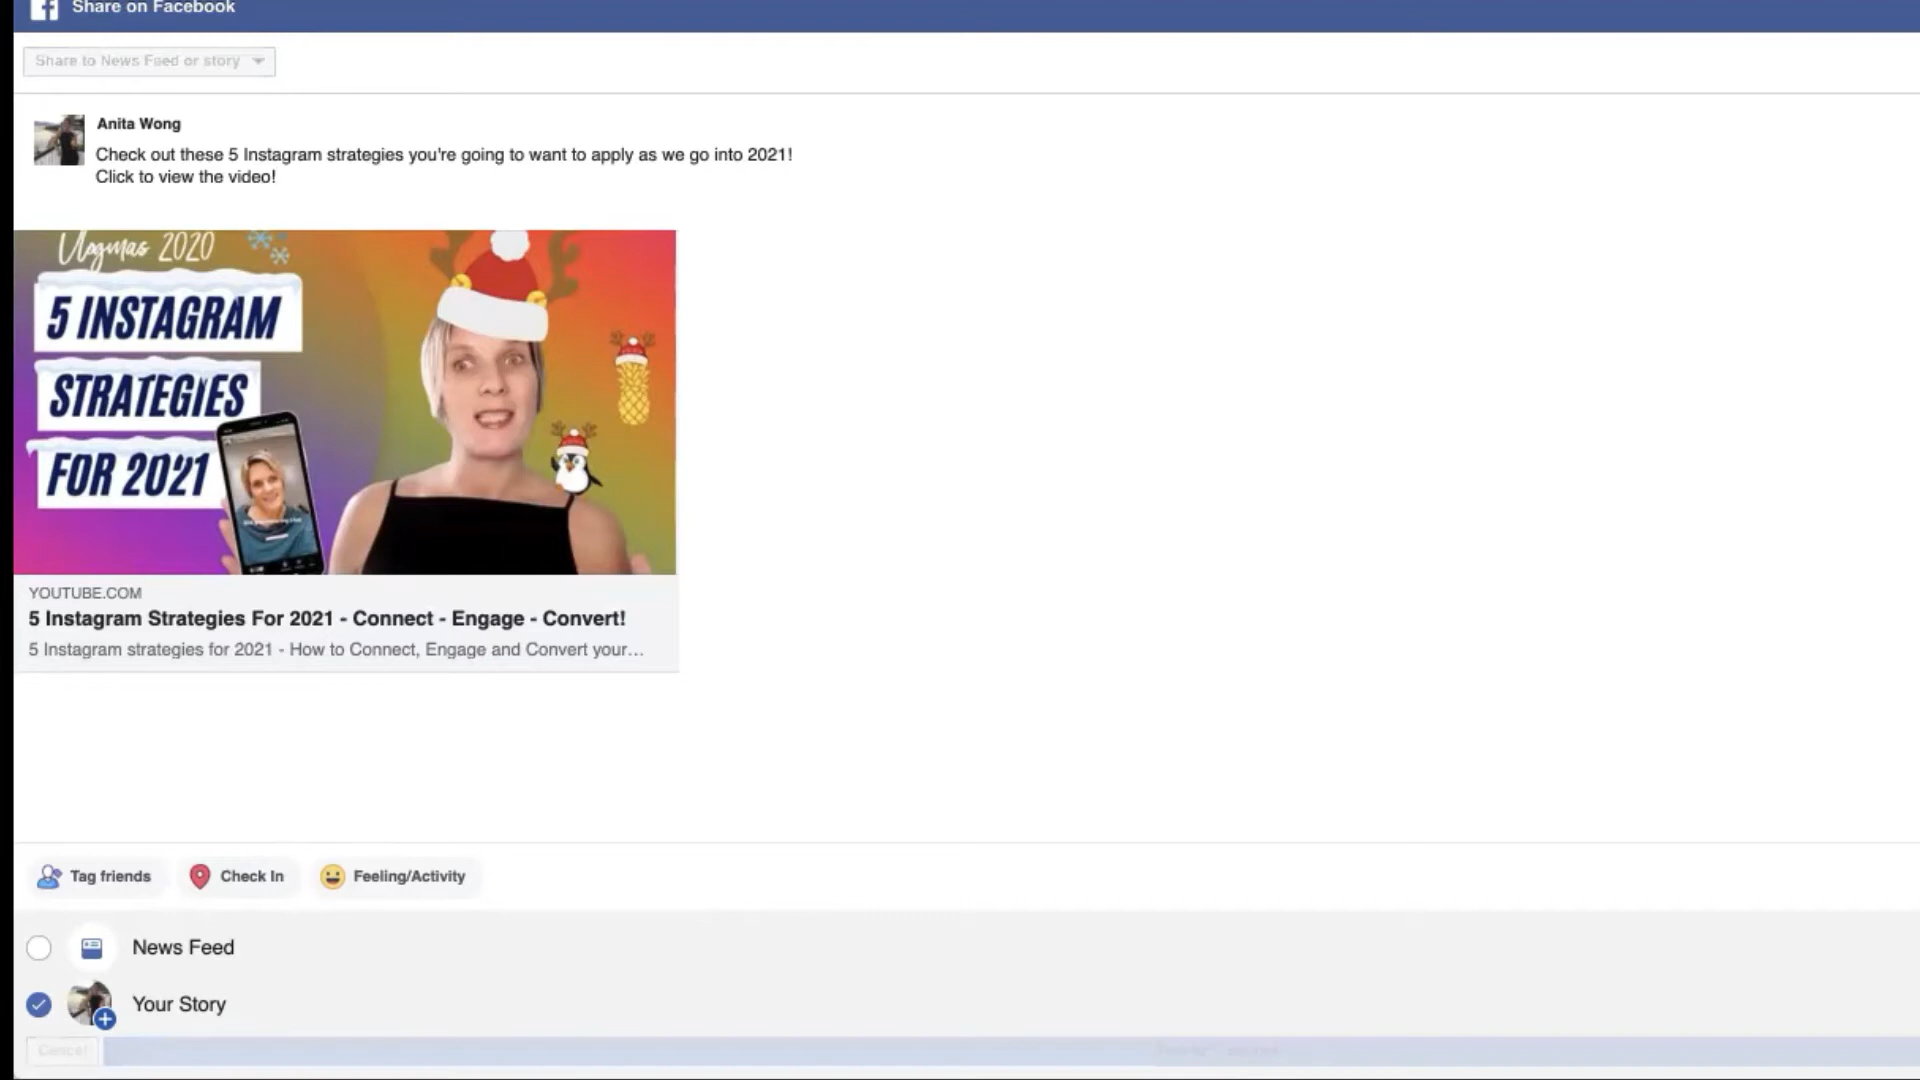 Share on Facebook
Share to News Feed or story
Anita Wong
Check out these 5 Instagram strategies you're going to want to apply as we go into 2021!
Click to view the video!
Vlogmas 2020
5 INSTAGRAM
STRATEGIES
FOR 2021
YOUTUBE.COM
5 Instagram Strategies For 2021 - Connect - Engage - Convert!
5 Instagram strategies for 2021 - How to Connect, Engage and Convert your…
Tag friends
Check In
Feeling/Activity
News Feed
Your Story
Cancel